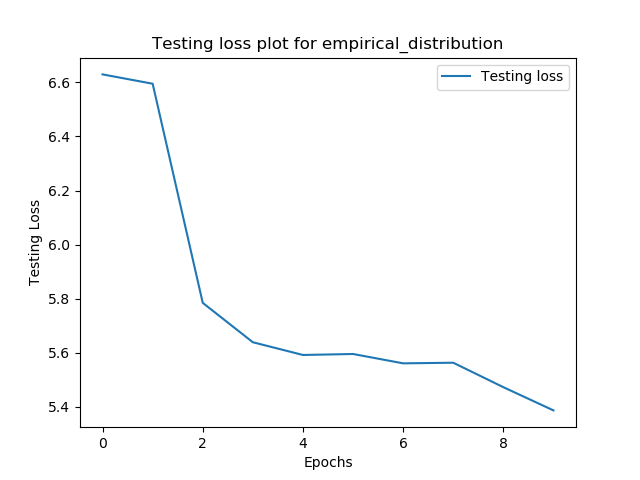 Testing loss plot for empirical_distribution
Testing loss
6.6
6.4
6.2
6.0
5.8
5.6
5.4
Testing Loss
0 2 4 6 8
Epochs